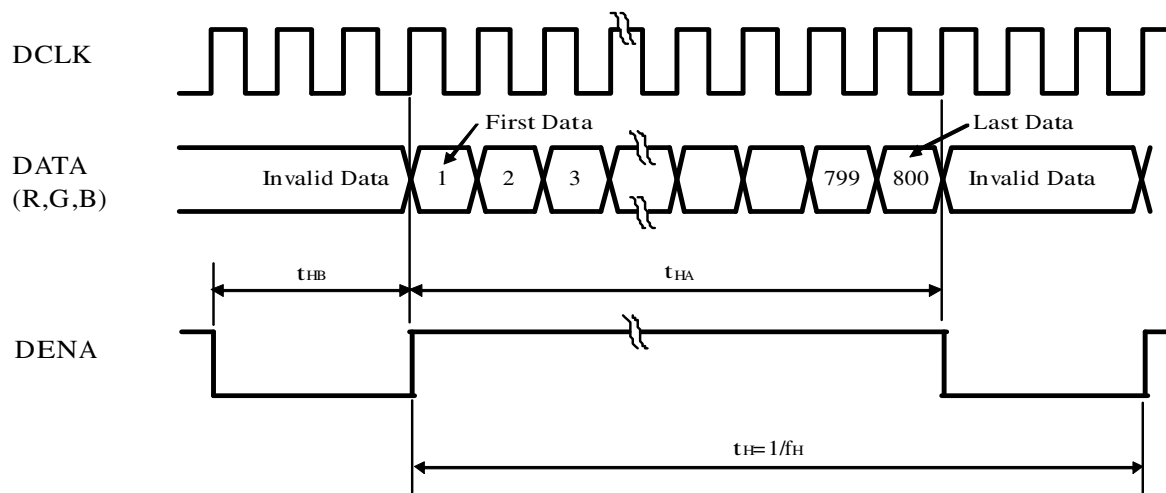 DCLK
First Data
Last Data
DATA
(R,G,B)
Invalid Data 1 2 3 799 800 Invalid Data
tHB
tHA
DENA
tH=1/fH